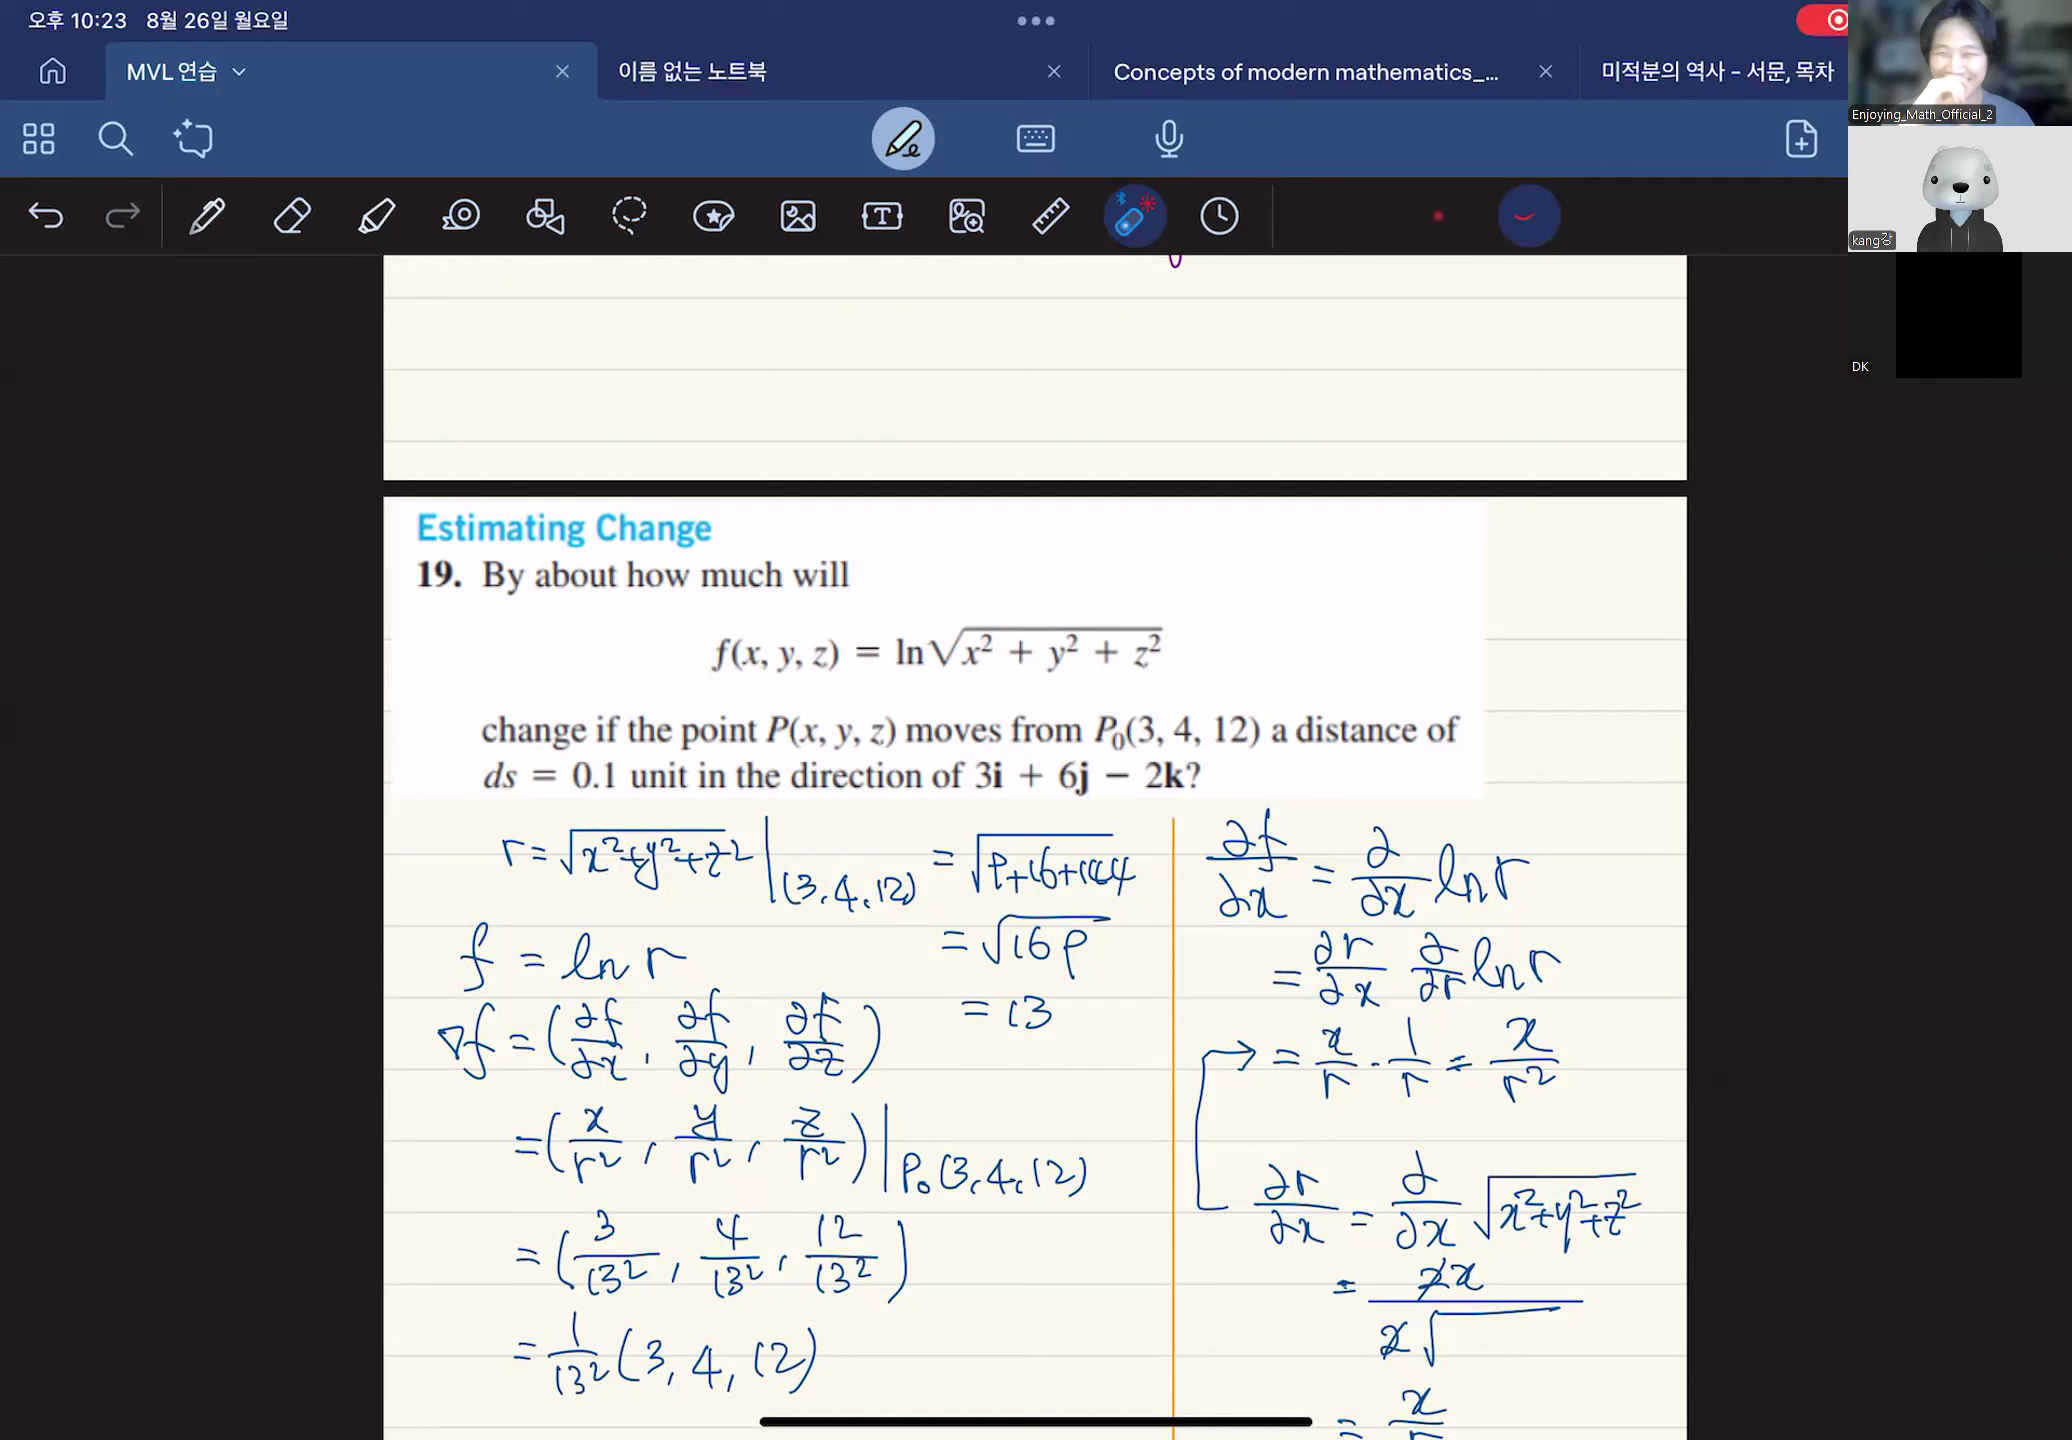 오후 10:23 8월 26일 월요일
MVL 연습
이름 없는 노트북
Concepts of modern mathematics_...
미적분의 역사 - 서문, 목차
Enjoying_Math_Official_2
kang강
DK
Estimating Change
19. By about how much will
f(x, y, z) = ln√(x² + y² + z²)
change if the point P(x, y, z) moves from P₀(3, 4, 12) a distance of
ds = 0.1 unit in the direction of 3i + 6j − 2k?
r = √(x²+y²+z²) |(3,4,12) = √(9+16+144)
= √169
= 13
f = ln r
∇f = (∂f/∂x, ∂f/∂y, ∂f/∂z)
= (x/r², y/r², z/r²) |P₀(3,4,12)
= (3/13², 4/13², 12/13²)
= 1/13² (3, 4, 12)
∂f/∂x = ∂/∂x ln r
= ∂r/∂x ∂/∂r ln r
→ = x/r · 1/r = x/r²
∂r/∂x = ∂/∂x √(x²+y²+z²)
= 2x / 2√
= x/r